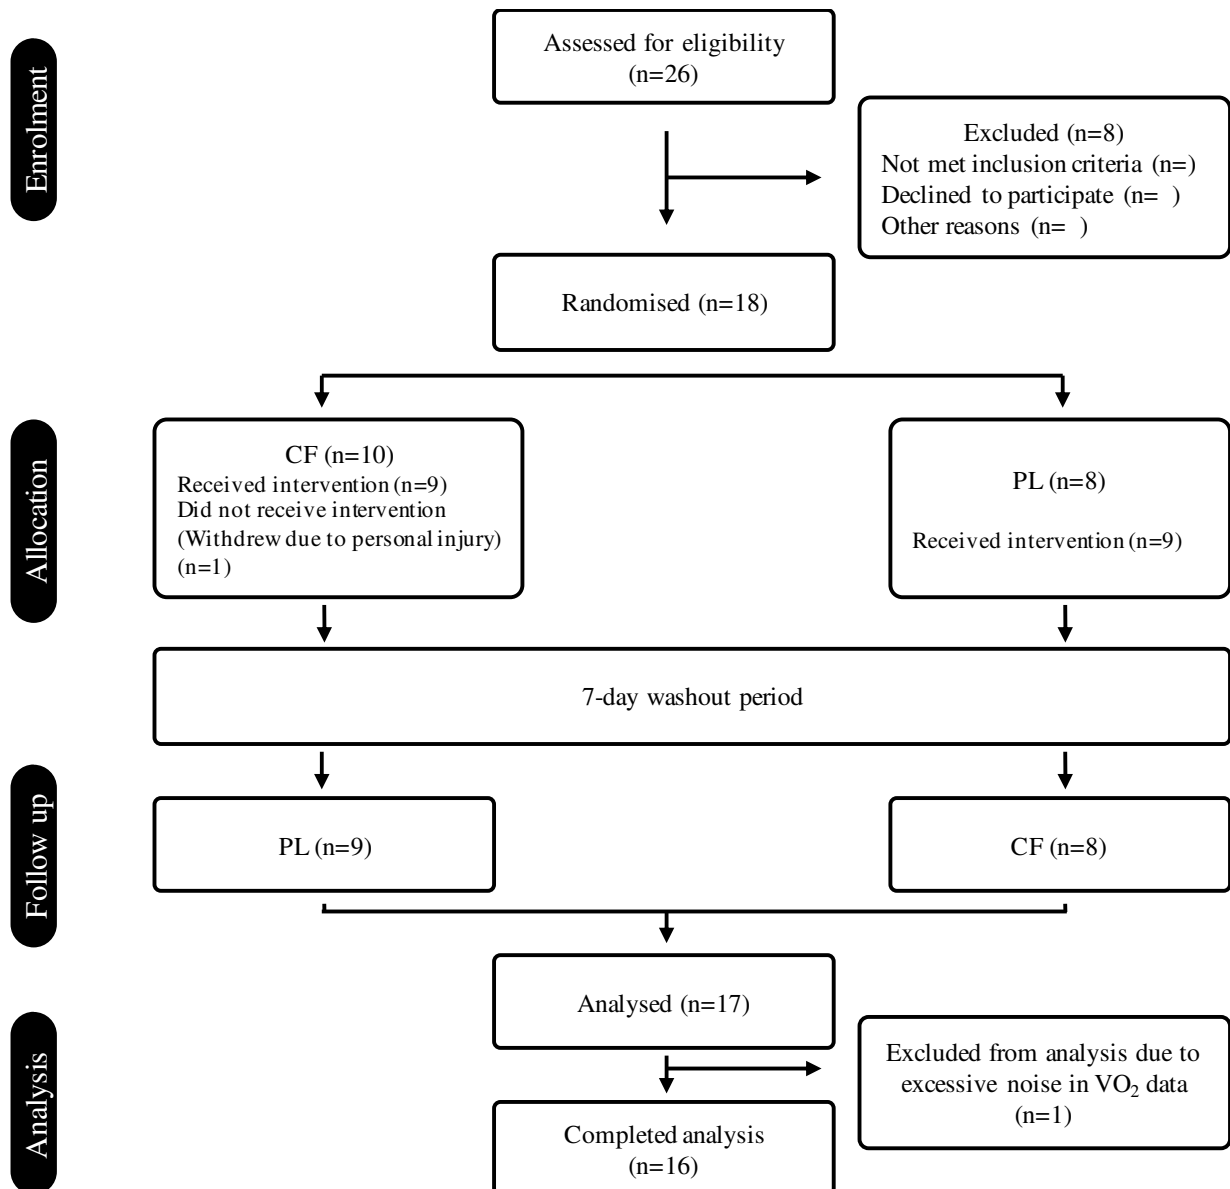 Enrolment
Assessed for eligibility
(n=26)
Excluded (n=8)
Not met inclusion criteria (n=)
Declined to participate (n=  )
Other reasons (n=  )
Randomised (n=18)
Allocation
CF (n=10)
Received intervention (n=9)
Did not receive intervention
(Withdrew due to personal injury)
(n=1)
PL (n=8)
Received intervention (n=9)
7-day washout period
Follow up
PL (n=9)
CF (n=8)
Analysis
Analysed (n=17)
Excluded from analysis due to
excessive noise in VO₂ data
(n=1)
Completed analysis
(n=16)